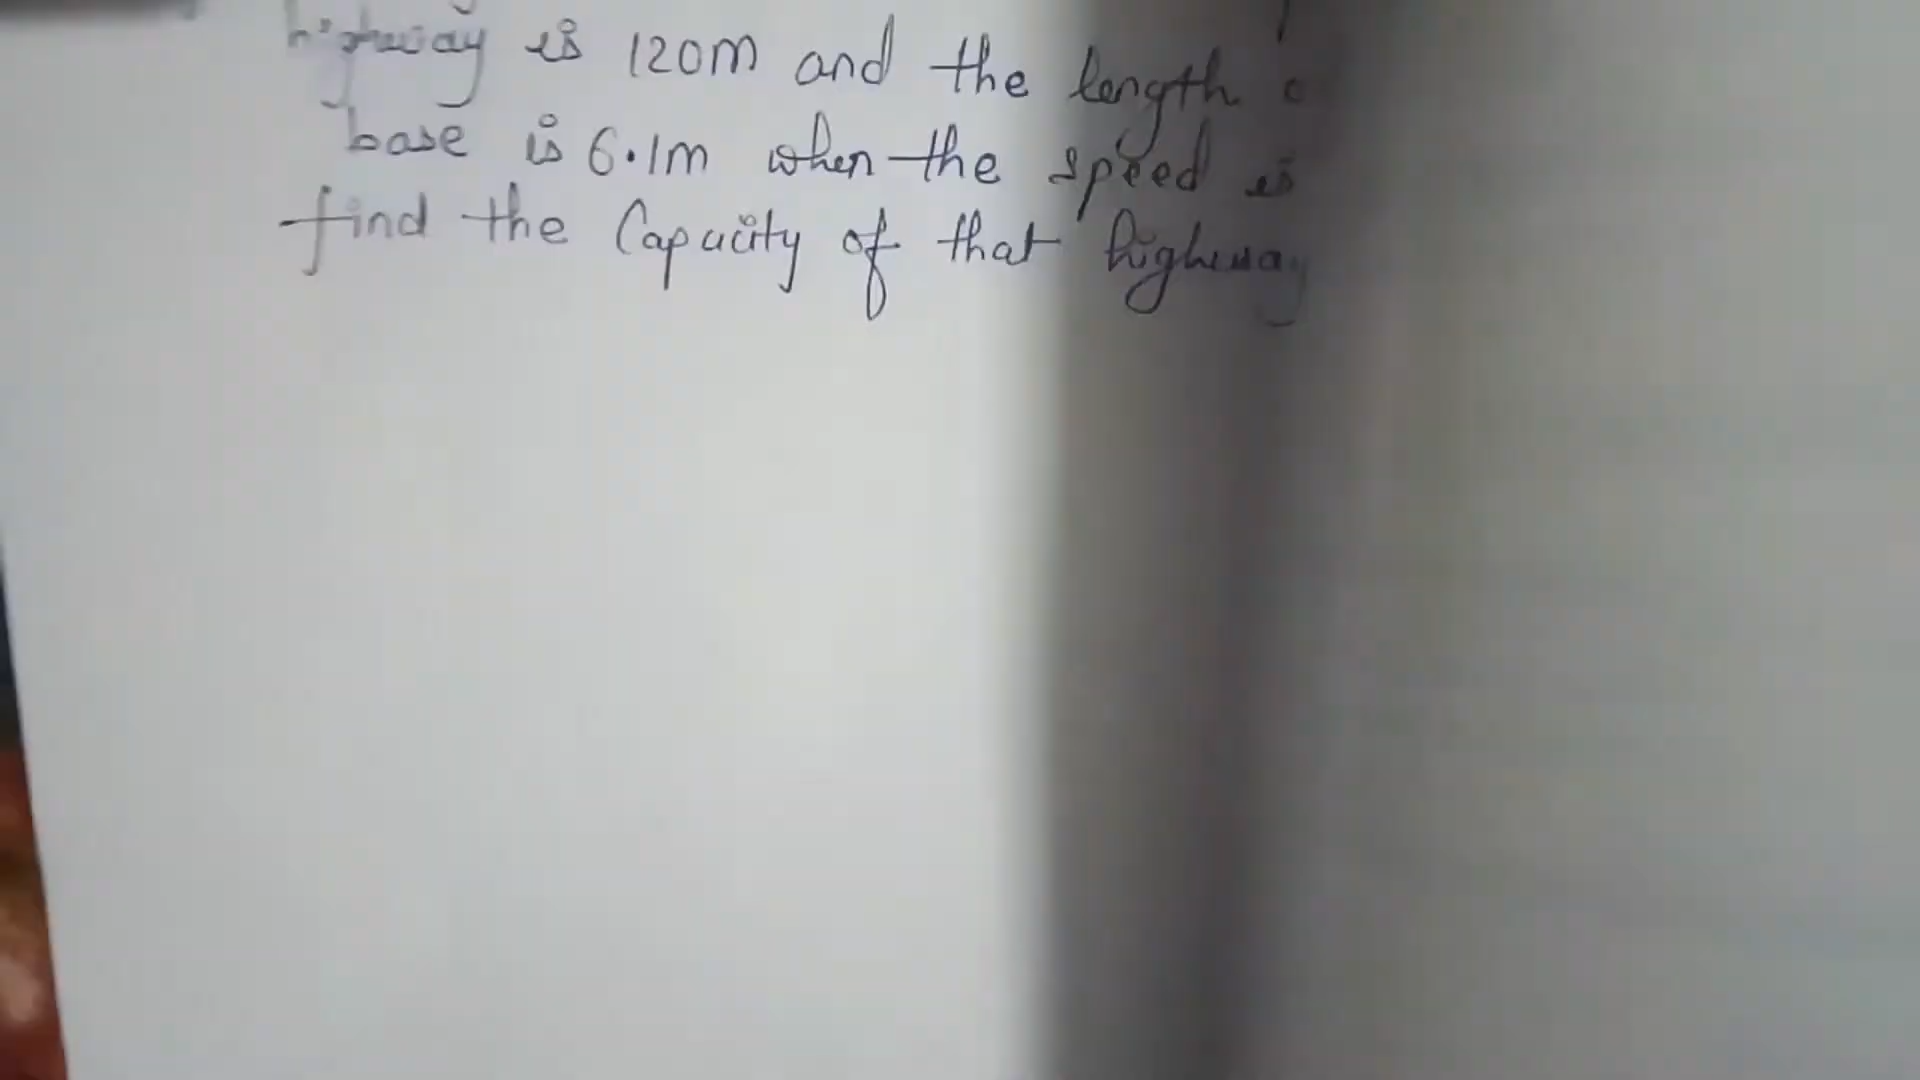 highway is 120m and the length
base is 6.1m when the speed is
find the Capacity of that highway